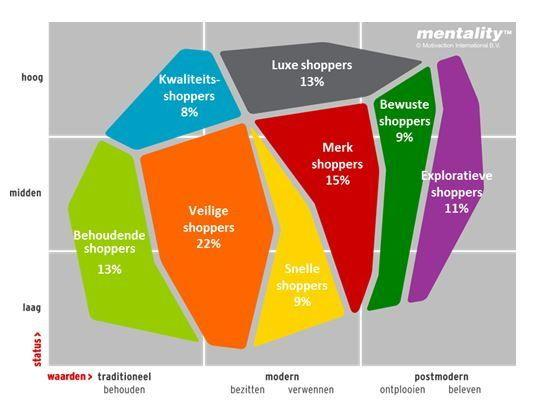 mentality™
© Motivaction International B.V.
hoog
midden
laag
status >
Kwaliteits-
shoppers
8%
Luxe shoppers
13%
Bewuste
shoppers
9%
Merk
shoppers
15%
Exploratieve
shoppers
11%
Veilige
shoppers
22%
Behoudende
shoppers
13%
Snelle
shoppers
9%
waarden > traditioneel modern postmodern
behouden bezitten verwennen ontplooien beleven